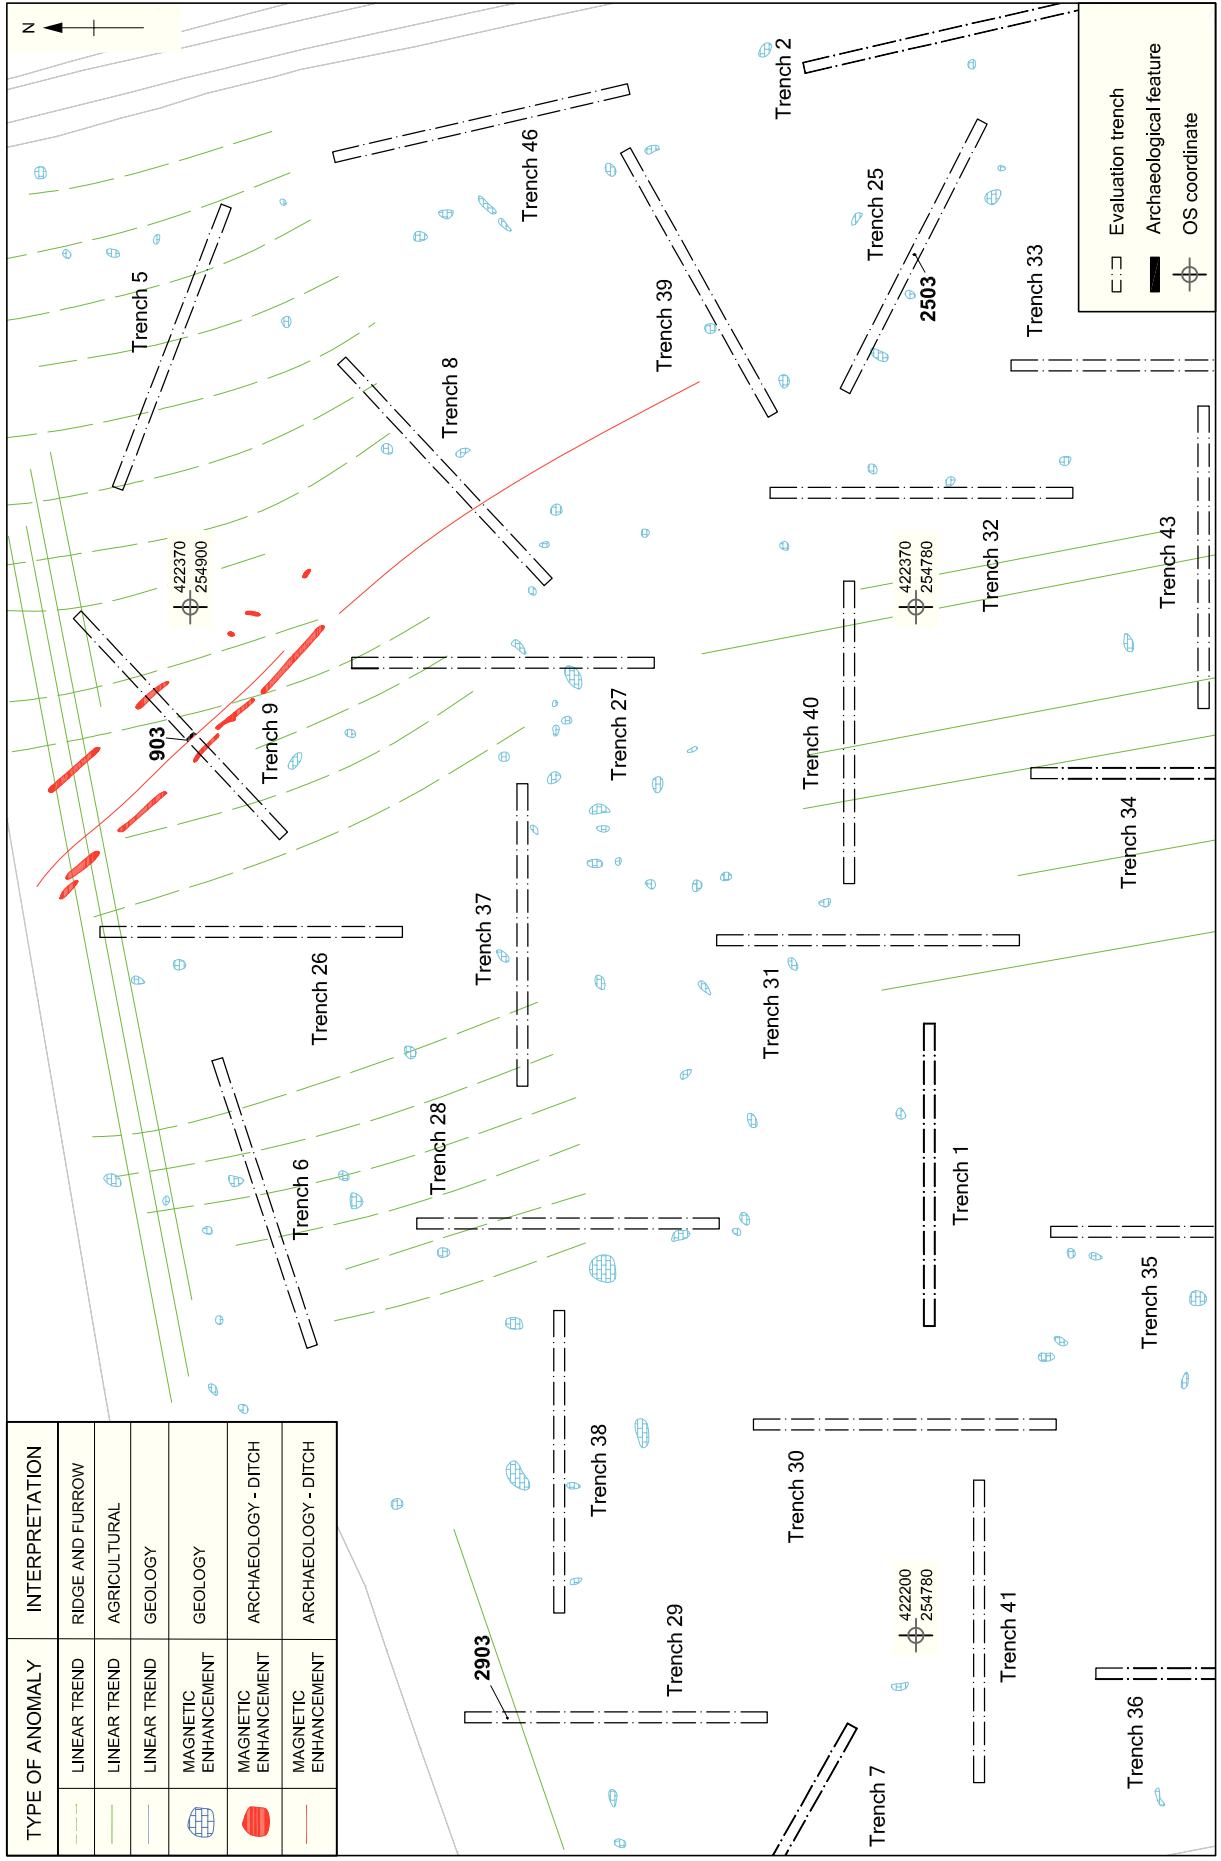 N
TYPE OF ANOMALY
INTERPRETATION
LINEAR TREND
RIDGE AND FURROW
LINEAR TREND
AGRICULTURAL
LINEAR TREND
GEOLOGY
MAGNETIC
ENHANCEMENT
GEOLOGY
MAGNETIC
ENHANCEMENT
ARCHAEOLOGY - DITCH
MAGNETIC
ENHANCEMENT
ARCHAEOLOGY - DITCH
Trench 6
Trench 26
903
Trench 9
422370
254900
Trench 5
Trench 8
Trench 46
Trench 28
Trench 37
Trench 27
Trench 39
Trench 2
2903
Trench 29
Trench 38
Trench 30
Trench 31
Trench 40
Trench 25
2503
Trench 7
422200
254780
Trench 41
Trench 1
422370
254780
Trench 32
Trench 33
Trench 36
Trench 35
Trench 34
Trench 43
Evaluation trench
Archaeological feature
OS coordinate